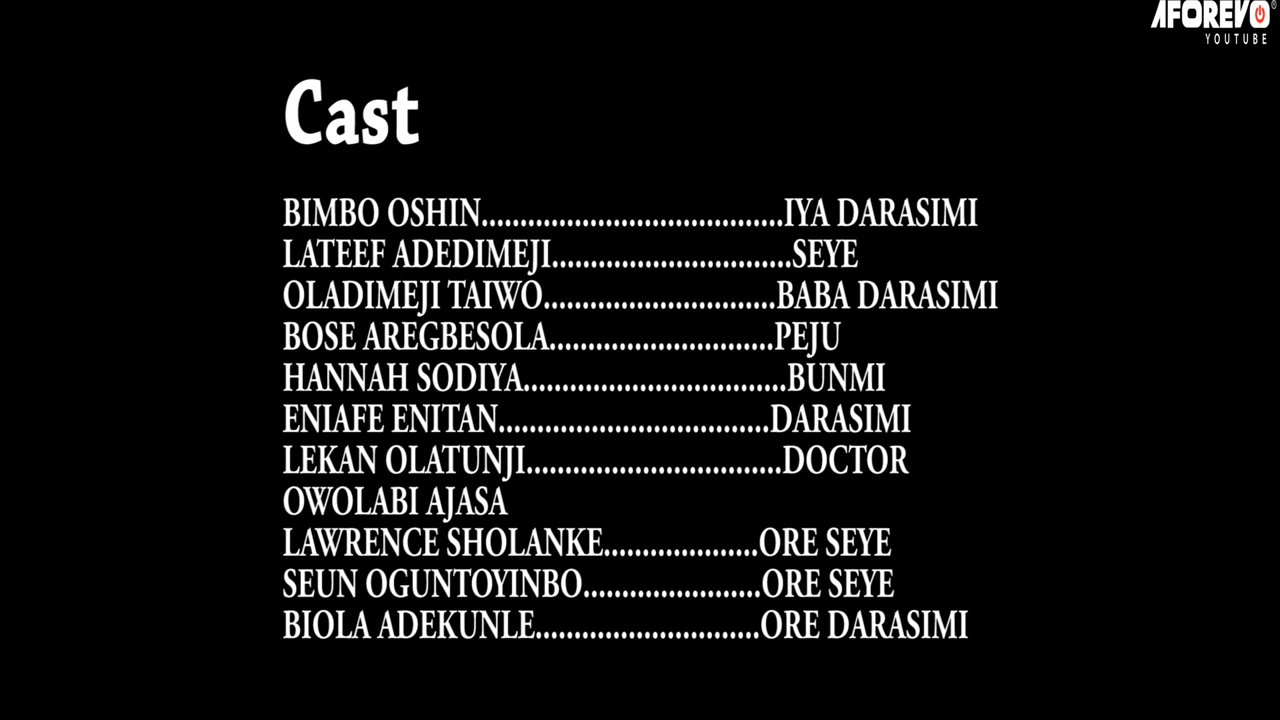 AFOREVO
YOUTUBE
Cast
BIMBO OSHIN.......................................IYA DARASIMI
LATEEF ADEDIMEJI...............................SEYE
OLADIMEJI TAIWO..............................BABA DARASIMI
BOSE AREGBESOLA.............................PEJU
HANNAH SODIYA..................................BUNMI
ENIAFE ENITAN...................................DARASIMI
LEKAN OLATUNJI.................................DOCTOR
OWOLABI AJASA
LAWRENCE SHOLANKE....................ORE SEYE
SEUN OGUNTOYINBO.......................ORE SEYE
BIOLA ADEKUNLE.............................ORE DARASIMI